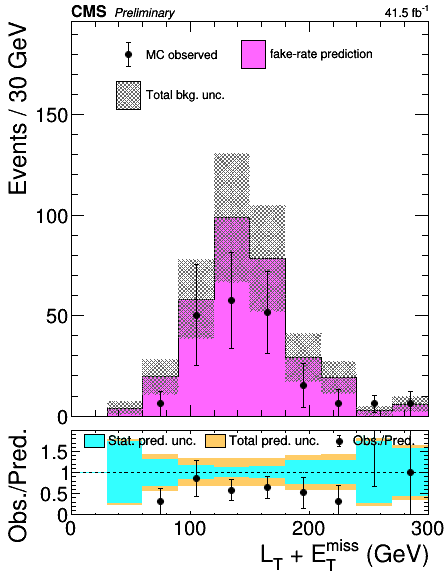 CMS Preliminary 41.5 fb⁻¹
Events / 30 GeV
MC observed
fake-rate prediction
Total bkg. unc.
150
100
50
0
Obs./Pred.
Stat. pred. unc.
Total pred. unc.
Obs./Pred.
1.5
1
0.5
0
0 100 200 300
L_T + E_T^miss (GeV)